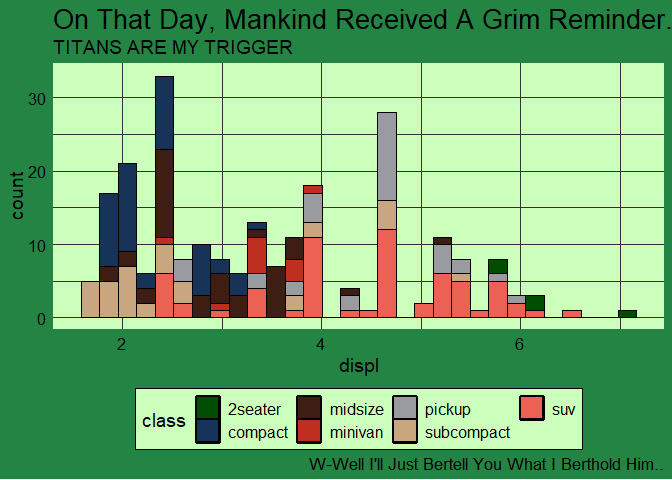 On That Day, Mankind Received A Grim Reminder.
TITANS ARE MY TRIGGER
30
20
10
0
count
2 4 6
displ
class 2seater midsize pickup suv
compact minivan subcompact
W-Well I'll Just Bertell You What I Berthold Him..